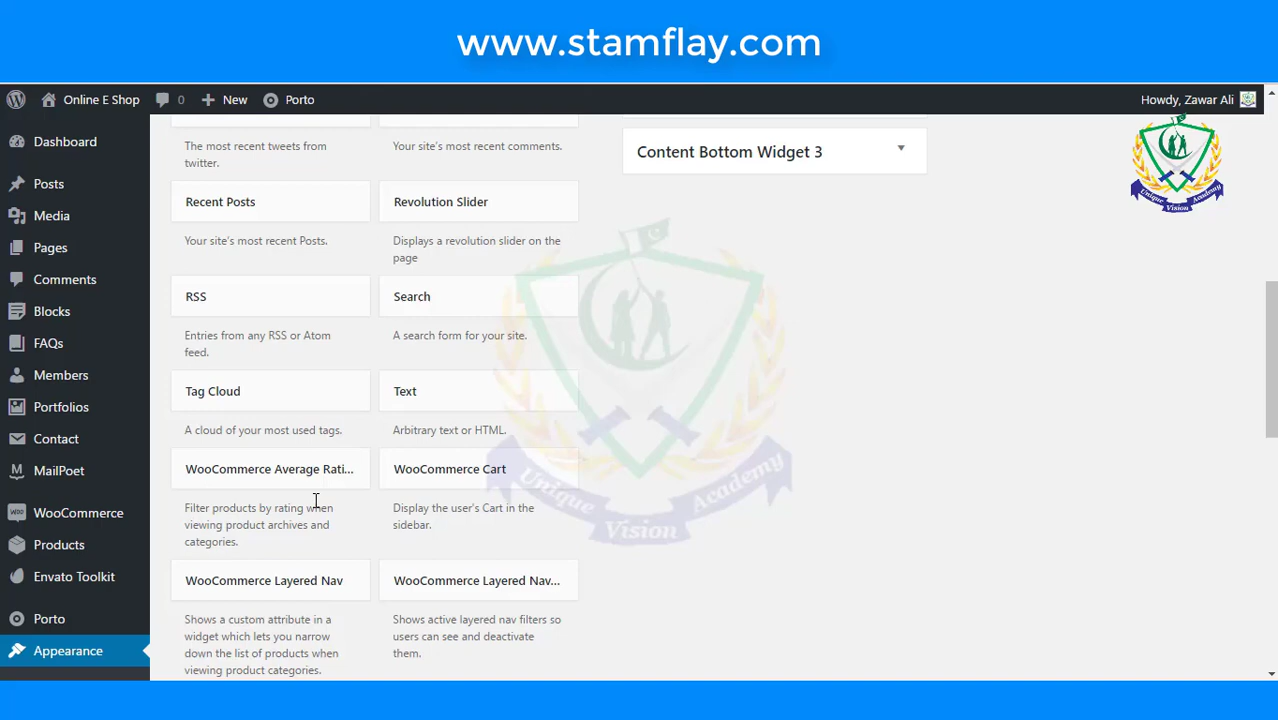 www.stamflay.com
Online E Shop
0
New
Porto
Howdy, Zawar Ali
Dashboard
Posts
Media
Pages
Comments
Blocks
FAQs
Members
Portfolios
Contact
MailPoet
WooCommerce
Products
Envato Toolkit
Porto
Appearance
The most recent tweets from
twitter.
Your site's most recent comments.
Recent Posts
Your site's most recent Posts.
Revolution Slider
Displays a revolution slider on the
page
RSS
Entries from any RSS or Atom
feed.
Search
A search form for your site.
Tag Cloud
A cloud of your most used tags.
Text
Arbitrary text or HTML.
WooCommerce Average Rati...
Filter products by rating when
viewing product archives and
categories.
WooCommerce Cart
Display the user's Cart in the
sidebar.
WooCommerce Layered Nav
Shows a custom attribute in a
widget which lets you narrow
down the list of products when
viewing product categories.
WooCommerce Layered Nav...
Shows active layered nav filters so
users can see and deactivate
them.
Content Bottom Widget 3
Unique Vision Academy
Unique Vision Academy